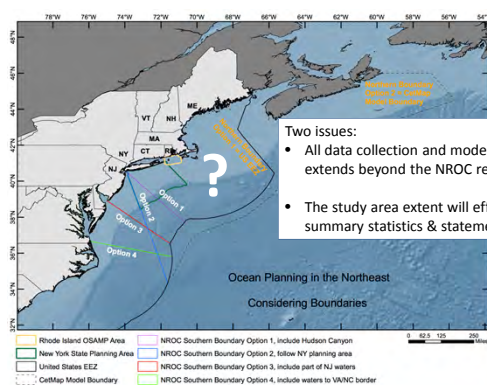 48°N
46°N
44°N
42°N
40°N
38°N
36°N
34°N
32°N
78°W 76°W 74°W 72°W 70°W 68°W 66°W 64°W 62°W 60°W 58°W
ME
VT NH
MA
NY CT RI
NJ
?
Option 1
Option 2
Option 3
Option 4
Two issues:
• All data collection and mode
extends beyond the NROC re
• The study area extent will ef
summary statistics & stateme
Ocean Planning in the Northeast
Considering Boundaries
0 62.5 125 250
Miles
Rhode Island OSAMP Area
New York State Planning Area
United States EEZ
CetMap Model Boundary
NROC Southern Boundary Option 1, include Hudson Canyon
NROC Southern Boundary Option 2, follow NY planning area
NROC Southern Boundary Option 3, include part of NJ waters
NROC Southern Boundary Option 4, include waters to VA/NC border